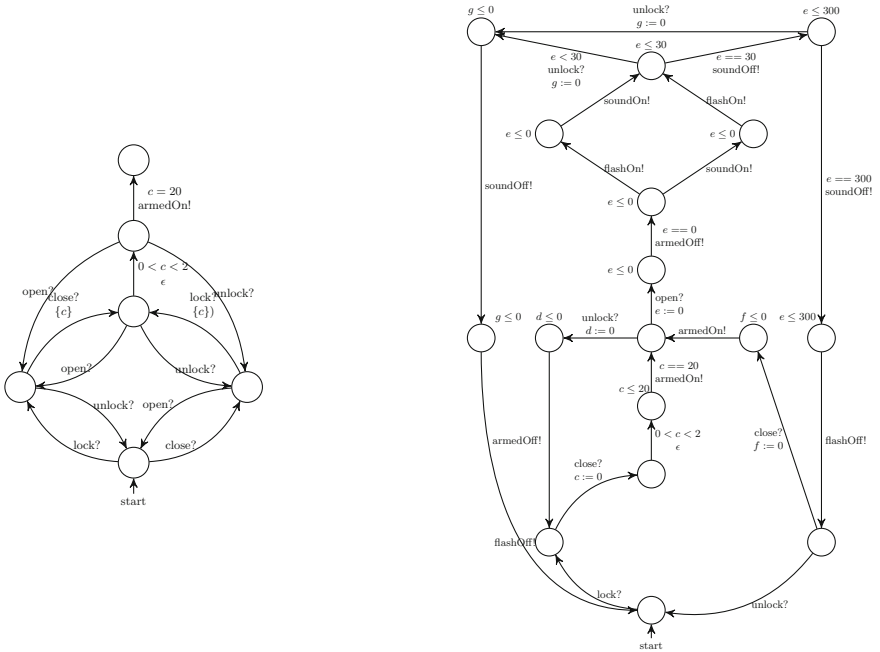 c = 20
armedOn!
0 < c < 2
ϵ
open?
close?
{c}
lock?
{c})
unlock?
open?
unlock?
unlock?
open?
lock?
close?
start
g ≤ 0
unlock?
g := 0
e ≤ 300
e ≤ 30
e < 30
unlock?
g := 0
e == 30
soundOff!
soundOn!
flashOn!
e ≤ 0
e ≤ 0
flashOn!
soundOn!
soundOff!
e == 300
soundOff!
e ≤ 0
e == 0
armedOff!
e ≤ 0
open?
e := 0
g ≤ 0
d ≤ 0
unlock?
d := 0
armedOn!
f ≤ 0
e ≤ 300
c == 20
armedOn!
c ≤ 20
0 < c < 2
ϵ
armedOff!
close?
c := 0
close?
f := 0
flashOff!
flashOff!
lock?
unlock?
start